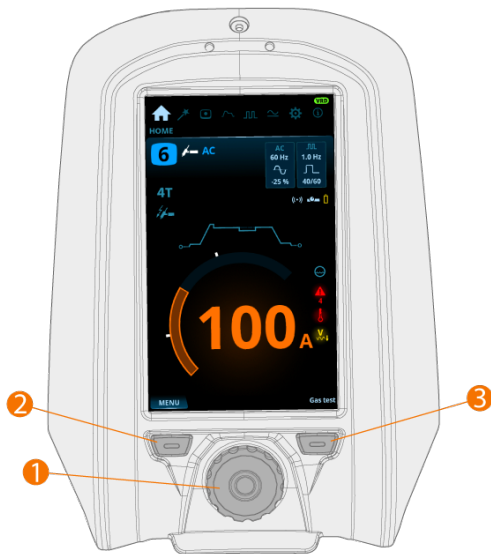 VRD
HOME
6 AC
AC
60 Hz
-25 %
1.0 Hz
40/60
4T
100 A
V
MENU
Gas test
2
3
1